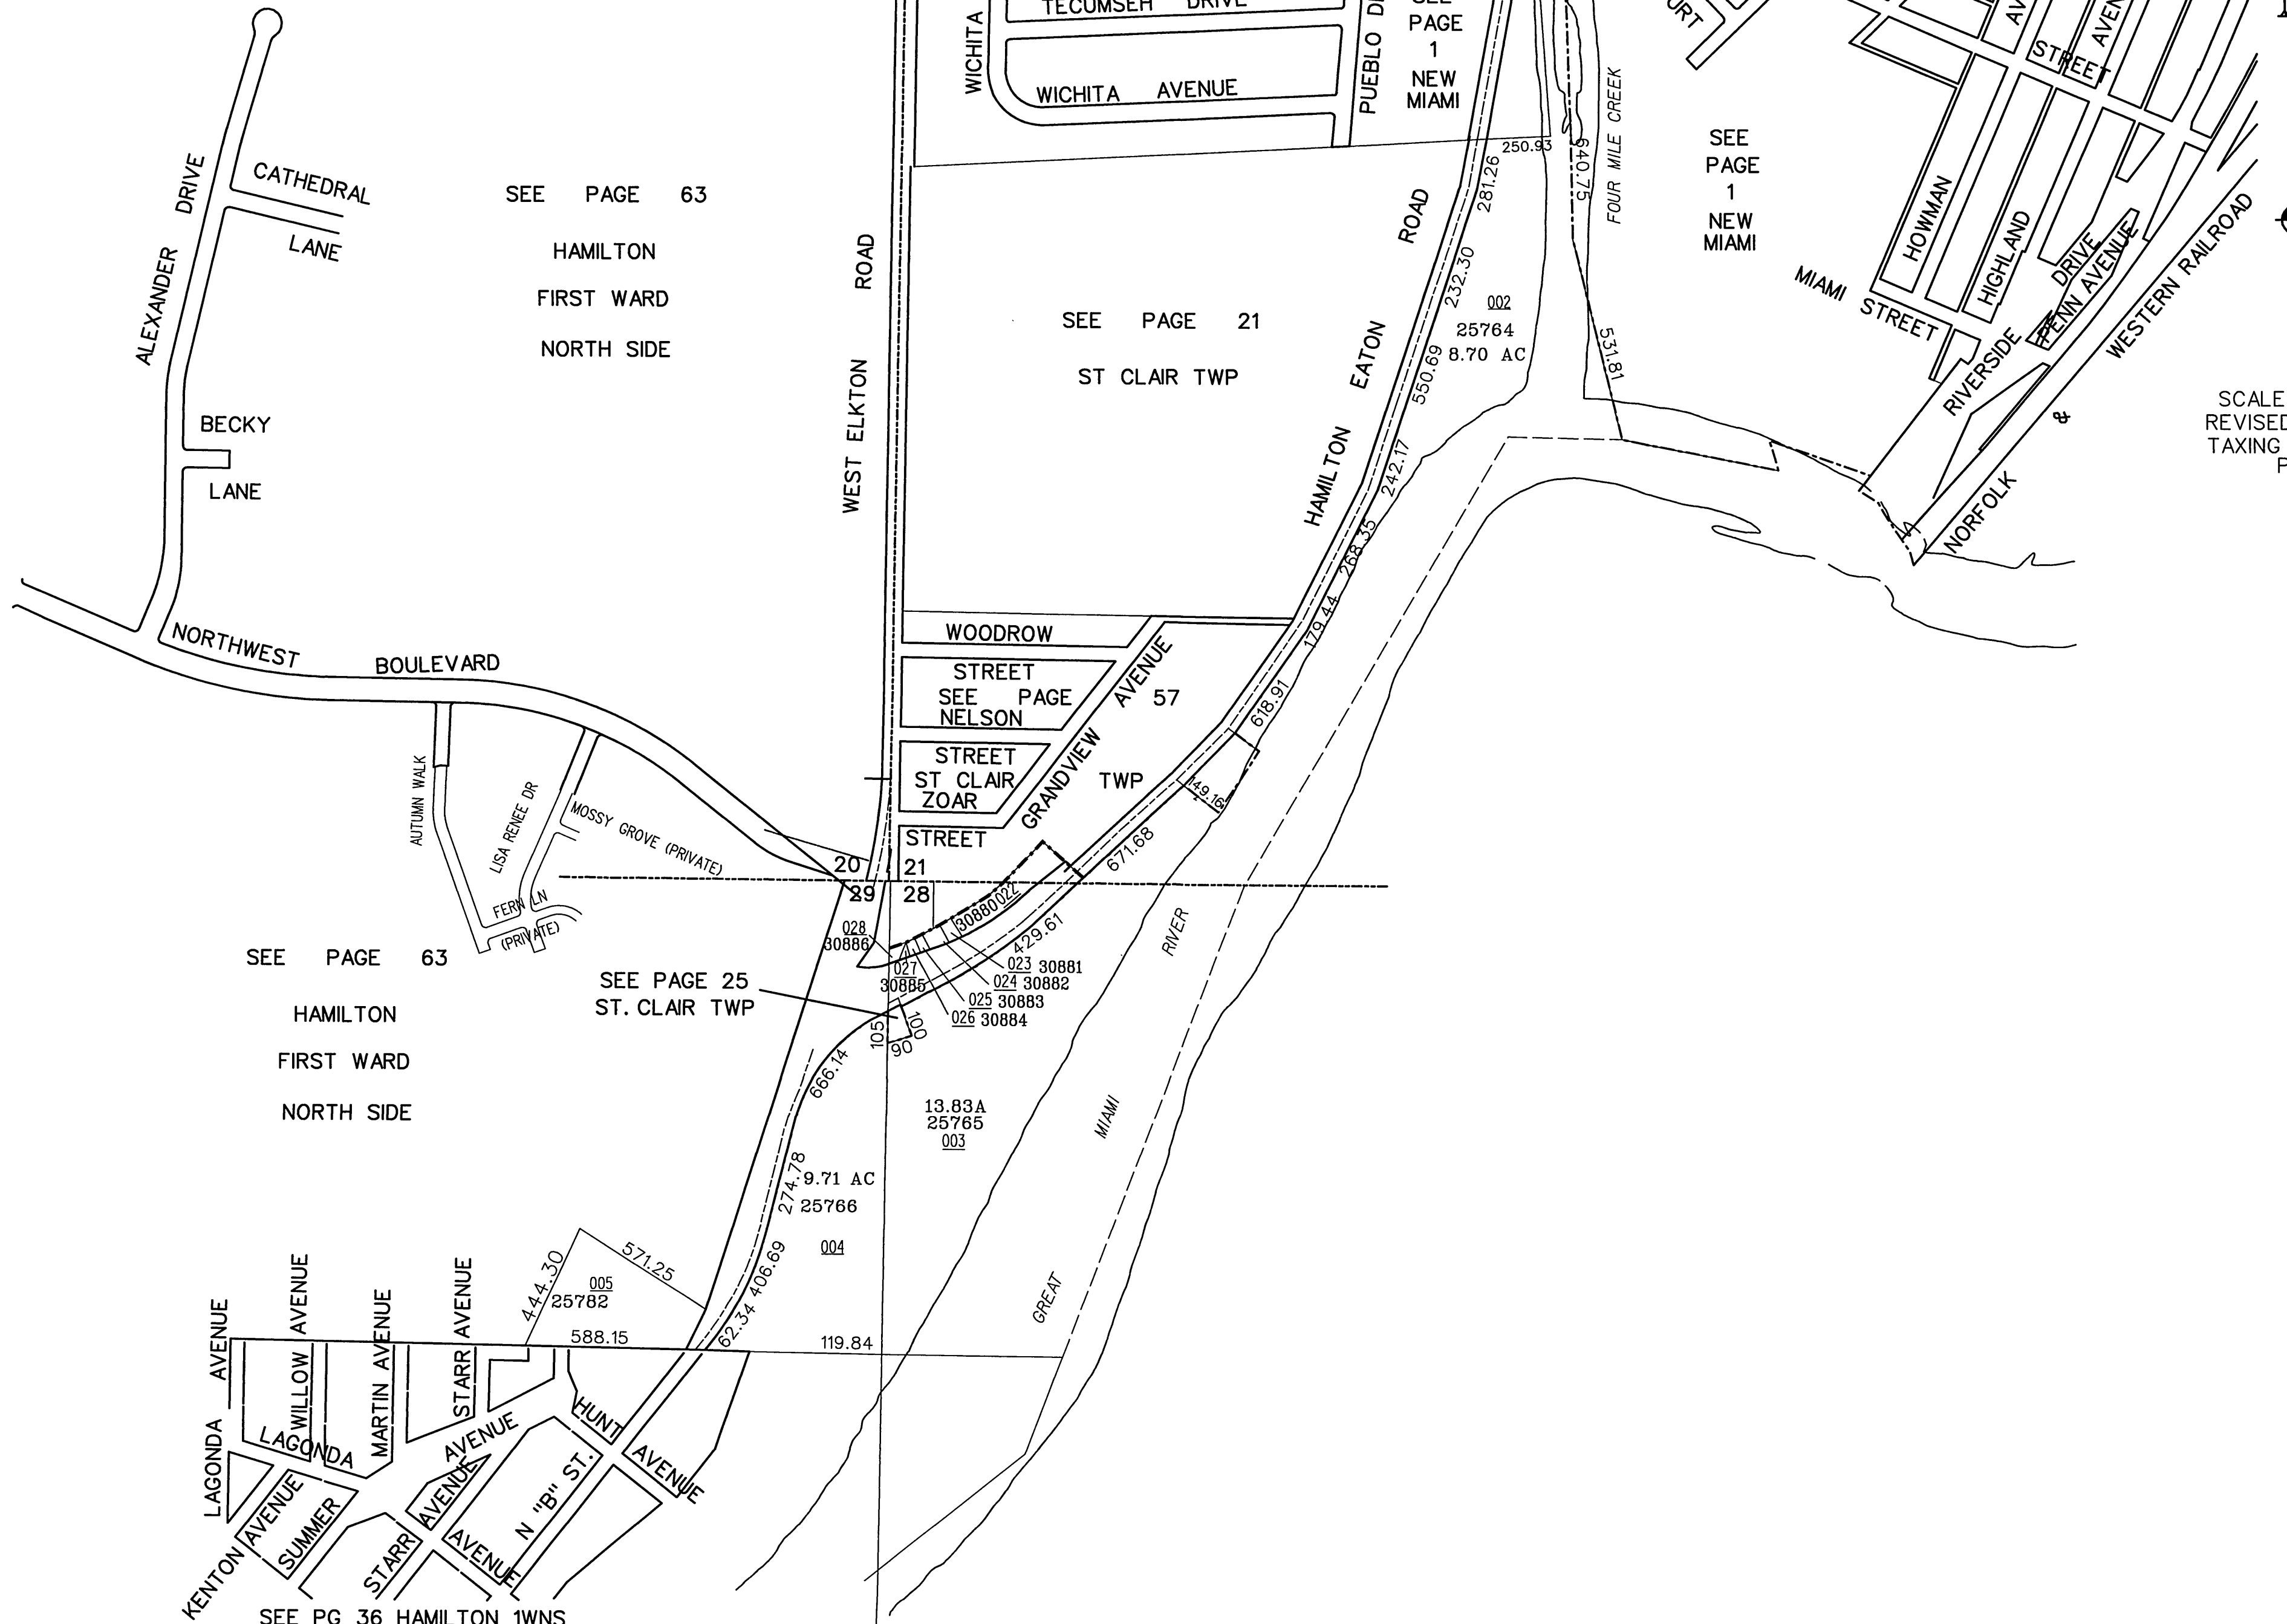 TECUMSEH DRIVE
WICHITA
WICHITA AVENUE
PUEBLO
SEE
PAGE
1
NEW
MIAMI
250.93
640.75
FOUR MILE CREEK
STREET
SEE
PAGE
1
NEW
MIAMI
HOWMAN
HIGHLAND
MIAMI STREET
RIVERSIDE DRIVE
PENN AVENUE
NORFOLK & WESTERN RAILROAD
SCALE
REVISED
TAXING
ALEXANDER DRIVE
CATHEDRAL
LANE
BECKY
LANE
SEE PAGE 63
HAMILTON
FIRST WARD
NORTH SIDE
WEST ELKTON ROAD
SEE PAGE 21
ST CLAIR TWP
HAMILTON EATON ROAD
281.26
232.30
550.69
242.17
268.35
179.44
618.91
149.16
671.68
429.61
002
25764
8.70 AC
531.81
NORTHWEST BOULEVARD
AUTUMN WALK
LISA RENEE DR
MOSSY GROVE (PRIVATE)
FERN LN
(PRIVATE)
WOODROW
STREET
SEE PAGE 57
NELSON
STREET
ST CLAIR TWP
ZOAR
STREET
GRANDVIEW AVENUE
20 21
29 28
028
30886
30880 022
027
30885
023 30881
024 30882
025 30883
026 30884
SEE PAGE 25
ST. CLAIR TWP
105
100
90
666.14
SEE PAGE 63
HAMILTON
FIRST WARD
NORTH SIDE
13.83A
25765
003
274.78
9.71 AC
25766
004
406.69
62.34
GREAT MIAMI RIVER
571.25
444.30
005
25782
588.15
119.84
LAGONDA AVENUE
WILLOW AVENUE
MARTIN AVENUE
STARR AVENUE
LAGONDA AVENUE
HUNT AVENUE
KENTON AVENUE
SUMMER AVENUE
STARR AVENUE
N "B" ST.
SEE PG 36 HAMILTON 1WNS